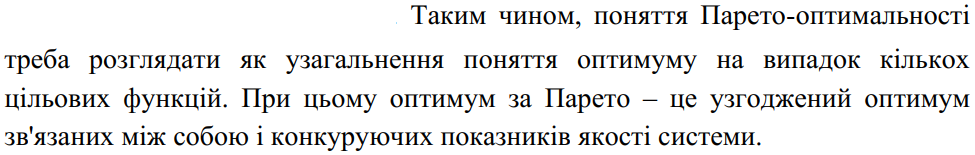 Таким чином, поняття Парето-оптимальності
треба розглядати як узагальнення поняття оптимуму на випадок кількох
цільових функцій. При цьому оптимум за Парето – це узгоджений оптимум
зв'язаних між собою і конкуруючих показників якості системи.